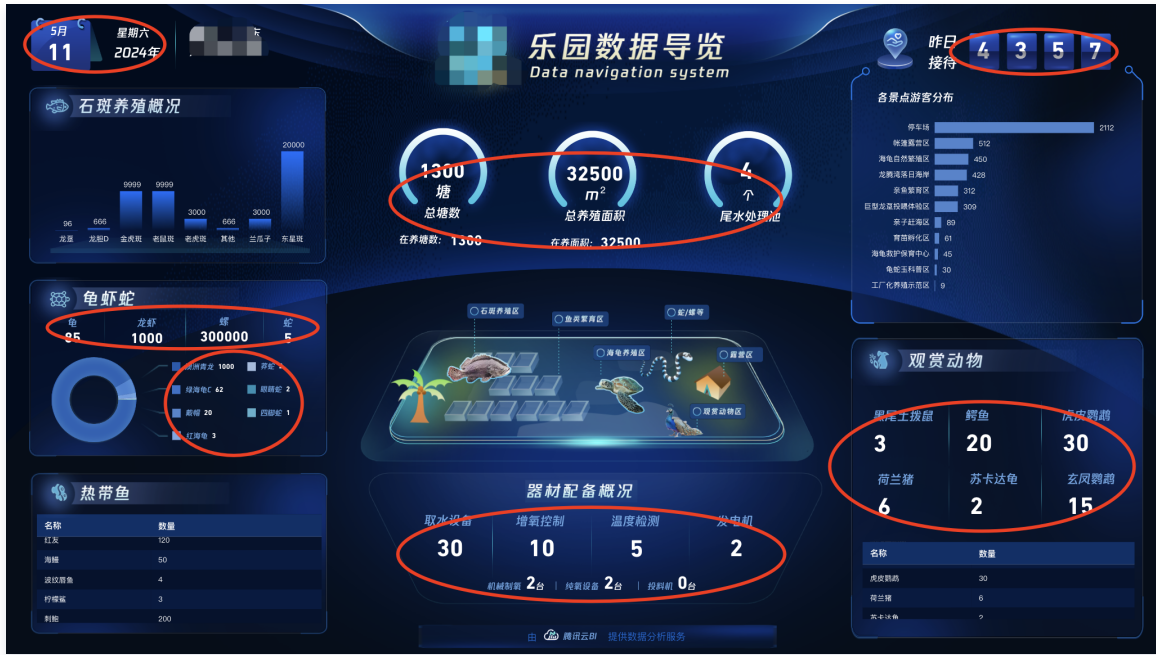 5月
11
星期六
2024年
乐园数据导览
Data navigation system
昨日
接待
4 3 5 7
石斑养殖概况
96 666 9999 9999 3000 666 3000 20000
龙趸 龙胆D 金虎斑 老鼠斑 老虎斑 其他 兰瓜子 东星斑
1300
塘
总塘数
在养塘数: 1300
32500
m²
总养殖面积
在养面积: 32500
4
个
尾水处理池
各景点游客分布
停车场 2112
帐篷露营区 512
海龟自然繁殖区 450
龙腾湾落日海岸 428
亲鱼繁育区 312
巨型龙趸投喂体验区 309
亲子赶海区 89
育苗孵化区 61
海龟救护保育中心 45
龟蛇玉科普区 30
工厂化养殖示范区 9
龟虾蛇
龟 龙虾 螺 蛇
85 1000 300000 5
澳洲青龙 1000 养蛇
绿海龟C 62 眼睛蛇 2
戴帽 20 四脚蛇 1
红海龟 3
石斑养殖区
鱼类繁育区
蛇/螺等
海龟养殖区
露营区
观赏动物区
观赏动物
黑尾土拨鼠 鳄鱼 虎皮鹦鹉
3 20 30
荷兰猪 苏卡达龟 玄凤鹦鹉
6 2 15
名称 数量
虎皮鹦鹉 30
荷兰猪 6
苏卡达龟 2
热带鱼
名称 数量
红友 120
海鳗 50
波纹唇鱼 4
柠檬鲨 3
刺鲍 200
器材配备概况
取水设备 增氧控制 温度检测 发电机
30 10 5 2
机械制氧 2台 | 纯氧设备 2台 | 投料机 0台
由 腾讯云BI 提供数据分析服务